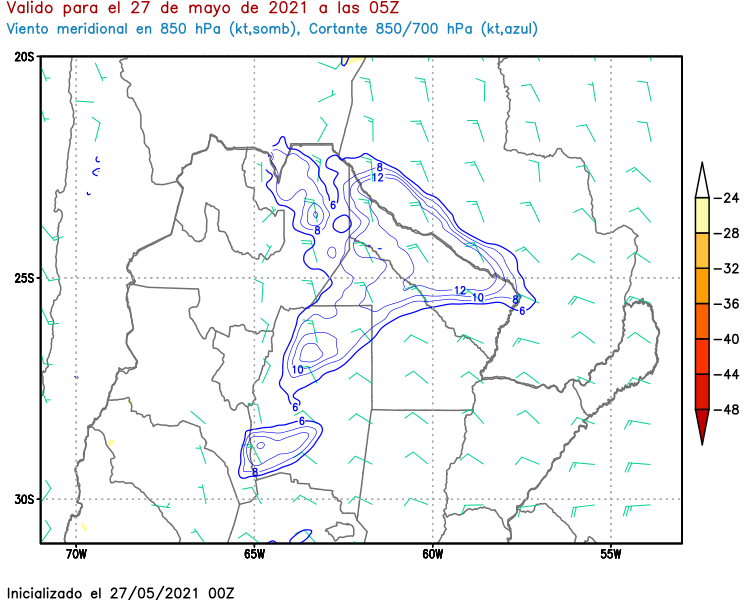 Valido para el 27 de mayo de 2021 a las 05Z
Viento meridional en 850 hPa (kt,somb), Cortante 850/700 hPa (kt,azul)
20S
8
12
−24
6
−28
8
−32
25S
12
10
8
6
−36
−40
10
−44
6
6
−48
8
30S
70W
65W
60W
55W
Inicializado el 27/05/2021 00Z